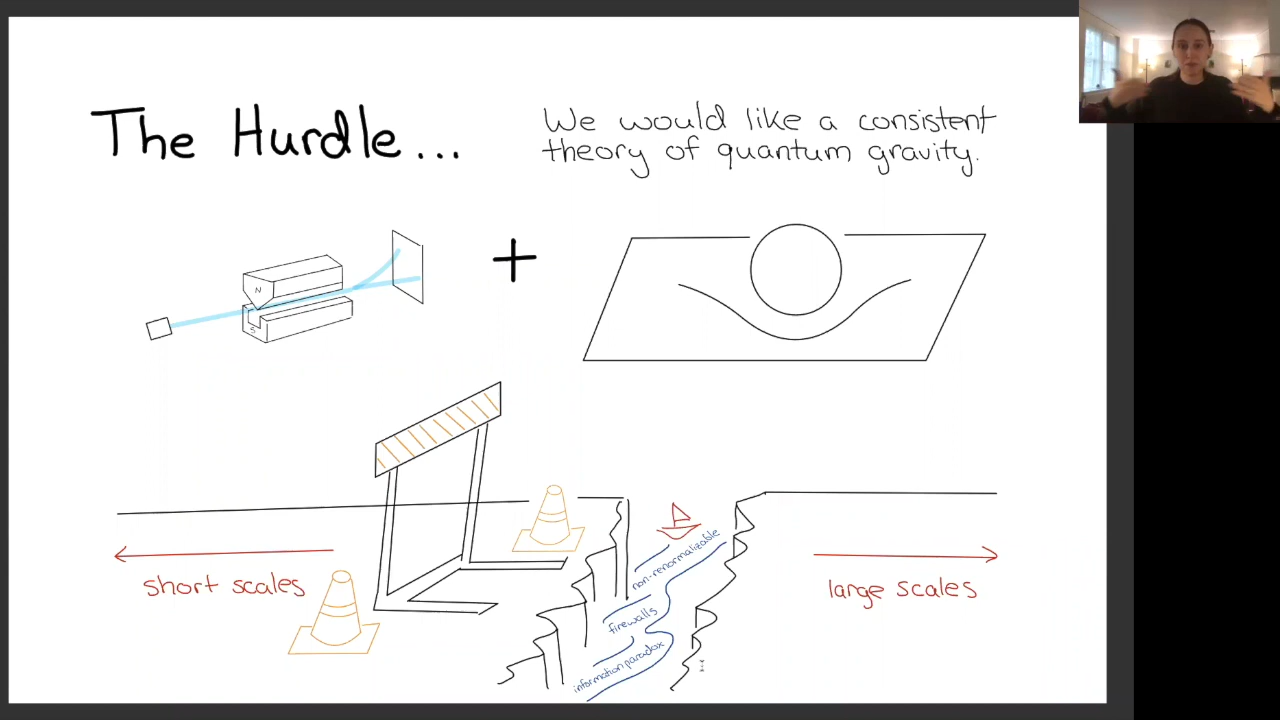 The Hurdle...
We would like a consistent
theory of quantum gravity.
N
S
+
non-renormalizable
firewalls
information paradox
short scales
large scales